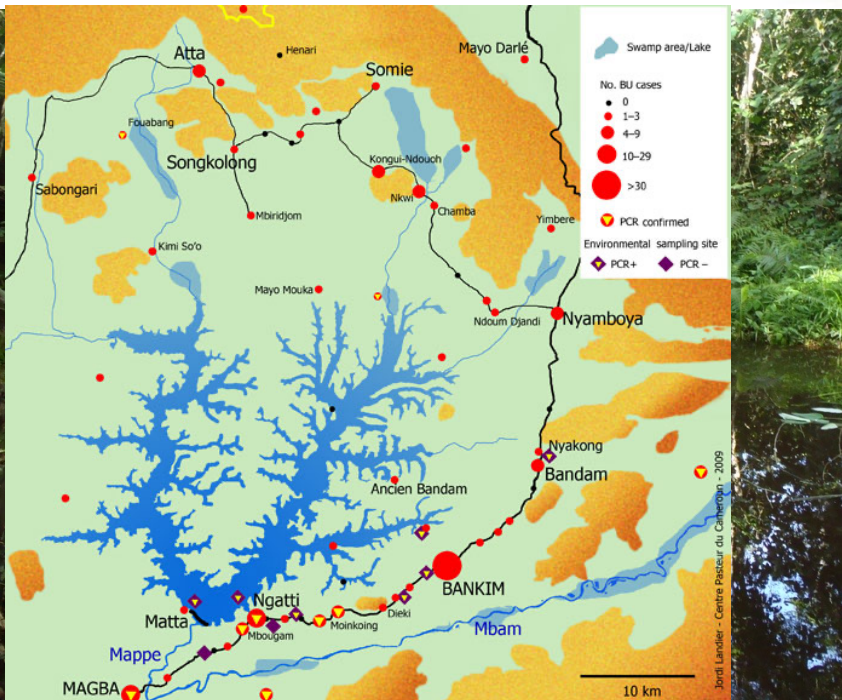 Atta
Henari
Mayo Darlé
Somie
Fouabang
Songkolong
Kongui-Ndouch
Sabongari
Nkwi
Chamba
Mbiridjom
Yimbere
Kimi So'o
Mayo Mouka
Ndoum Djandi
Nyamboya
Nyakong
Bandam
Ancien Bandam
BANKIM
Ngatti
Dieki
Matta
Mbougam
Moinkoing
Mbam
Mappe
MAGBA
10 km
Swamp area/Lake
No. BU cases
0
1–3
4–9
10–29
>30
PCR confirmed
Environmental sampling site
PCR+ PCR –
Jordi Landier - Centre Pasteur du Cameroun - 2009